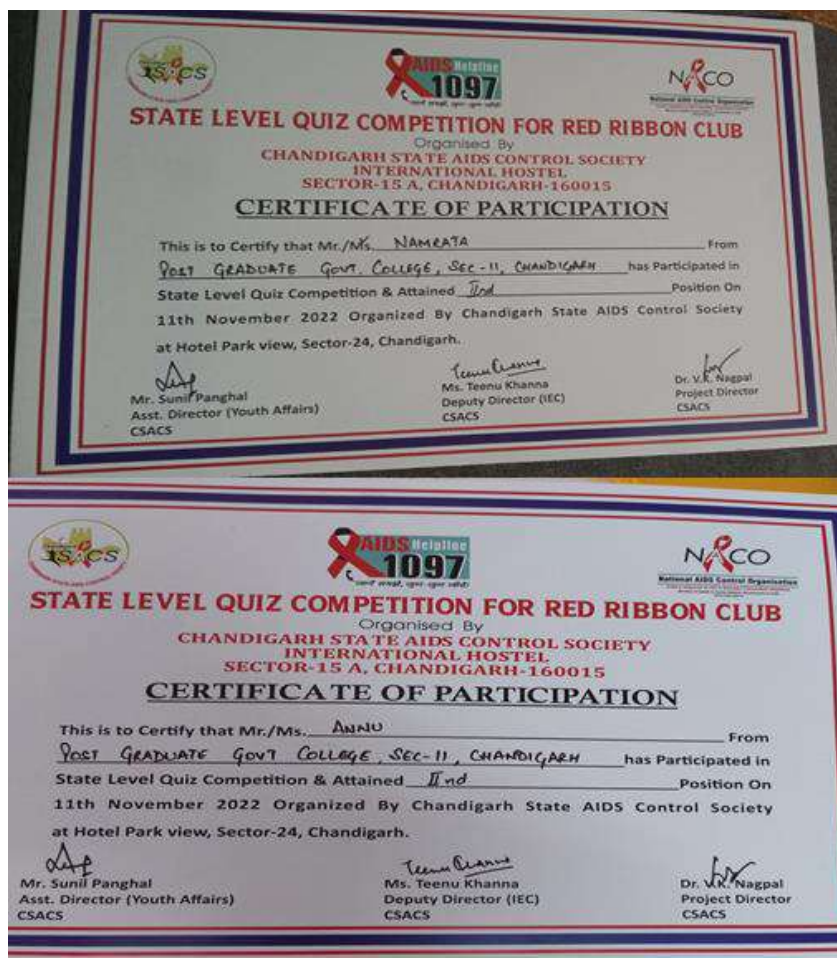 SACS
AIDS Helpline
1097
NACO
National AIDS Control Organisation
STATE LEVEL QUIZ COMPETITION FOR RED RIBBON CLUB
Organised By
CHANDIGARH STATE AIDS CONTROL SOCIETY
INTERNATIONAL HOSTEL
SECTOR-15 A, CHANDIGARH-160015
CERTIFICATE OF PARTICIPATION
This is to Certify that Mr./Ms. NAMRATA From
POST GRADUATE GOVT. COLLEGE, SEC-11, CHANDIGARH has Participated in
State Level Quiz Competition & Attained IInd Position On
11th November 2022 Organized By Chandigarh State AIDS Control Society
at Hotel Park view, Sector-24, Chandigarh.
Teenu Khanna
Mr. Sunil Panghal
Asst. Director (Youth Affairs)
CSACS
Ms. Teenu Khanna
Deputy Director (IEC)
CSACS
Dr. V.K. Nagpal
Project Director
CSACS
SACS
AIDS Helpline
1097
NACO
National AIDS Control Organisation
STATE LEVEL QUIZ COMPETITION FOR RED RIBBON CLUB
Organised By
CHANDIGARH STATE AIDS CONTROL SOCIETY
INTERNATIONAL HOSTEL
SECTOR-15 A, CHANDIGARH-160015
CERTIFICATE OF PARTICIPATION
This is to Certify that Mr./Ms. ANNU From
POST GRADUATE GOVT COLLEGE, SEC-11, CHANDIGARH has Participated in
State Level Quiz Competition & Attained IInd Position On
11th November 2022 Organized By Chandigarh State AIDS Control Society
at Hotel Park view, Sector-24, Chandigarh.
Teenu Khanna
Mr. Sunil Panghal
Asst. Director (Youth Affairs)
CSACS
Ms. Teenu Khanna
Deputy Director (IEC)
CSACS
Dr. V.K. Nagpal
Project Director
CSACS